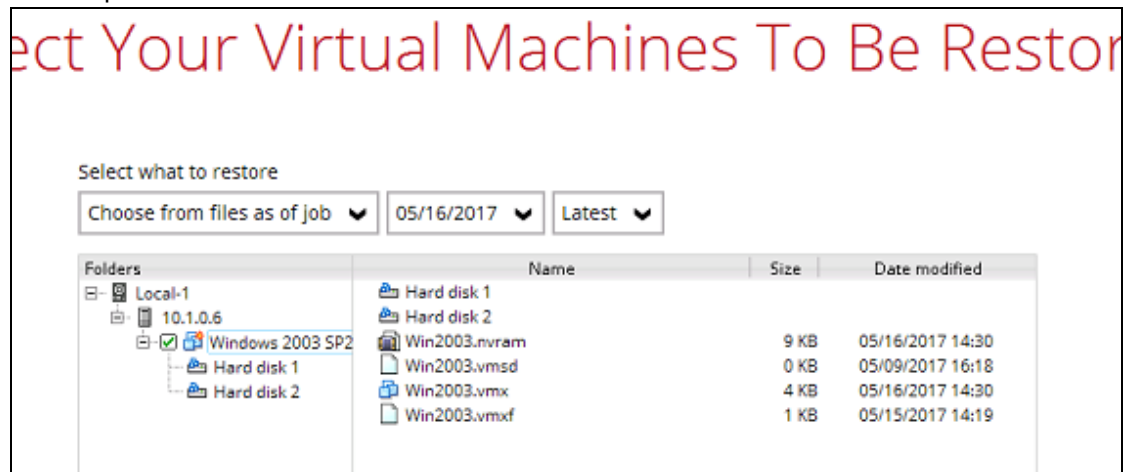 ect Your Virtual Machines To Be Restor
Select what to restore
Choose from files as of job 05/16/2017 Latest
Folders Name Size Date modified
Local-1 Hard disk 1
10.1.0.6 Hard disk 2
Windows 2003 SP2 Win2003.nvram 9 KB 05/16/2017 14:30
Hard disk 1 Win2003.vmsd 0 KB 05/09/2017 16:18
Hard disk 2 Win2003.vmx 4 KB 05/16/2017 14:30
Win2003.vmxf 1 KB 05/15/2017 14:19